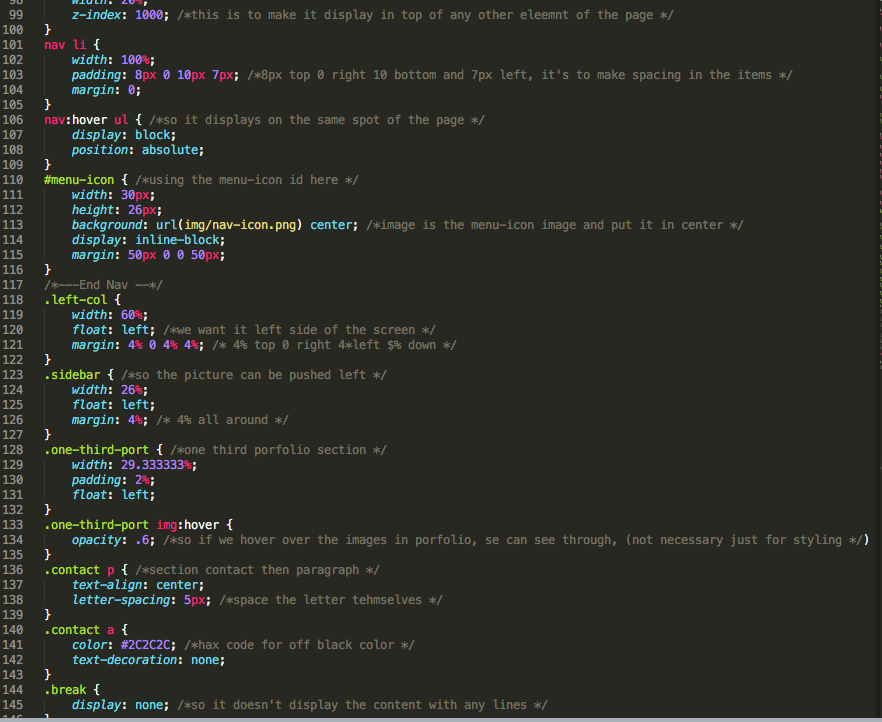 98 width: 20%;
99 z-index: 1000; /*this is to make it display in top of any other eleemnt of the page */
100 }
101 nav li {
102 width: 100%;
103 padding: 8px 0 10px 7px; /*8px top 0 right 10 bottom and 7px left, it's to make spacing in the items */
104 margin: 0;
105 }
106 nav:hover ul { /*so it displays on the same spot of the page */
107 display: block;
108 position: absolute;
109 }
110 #menu-icon { /*using the menu-icon id here */
111 width: 30px;
112 height: 26px;
113 background: url(img/nav-icon.png) center; /*image is the menu-icon image and put it in center */
114 display: inline-block;
115 margin: 50px 0 0 50px;
116 }
117 /*---End Nav --*/
118 .left-col {
119 width: 60%;
120 float: left; /*we want it left side of the screen */
121 margin: 4% 0 4% 4%; /* 4% top 0 right 4*left $% down */
122 }
123 .sidebar { /*so the picture can be pushed left */
124 width: 26%;
125 float: left;
126 margin: 4%; /* 4% all around */
127 }
128 .one-third-port { /*one third porfolio section */
129 width: 29.333333%;
130 padding: 2%;
131 float: left;
132 }
133 .one-third-port img:hover {
134 opacity: .6; /*so if we hover over the images in porfolio, se can see through, (not necessary just for styling */)
135 }
136 .contact p { /*section contact then paragraph */
137 text-align: center;
138 letter-spacing: 5px; /*space the letter tehmselves */
139 }
140 .contact a {
141 color: #2C2C2C; /*hax code for off black color */
142 text-decoration: none;
143 }
144 .break {
145 display: none; /*so it doesn't display the content with any lines */